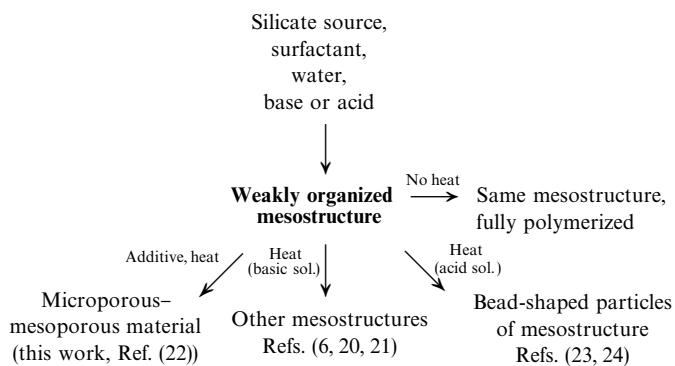 Silicate source,
surfactant,
water,
base or acid
No heat
Weakly organized
mesostructure
Same mesostructure,
fully polymerized
Additive, heat
Heat
(basic sol.)
Heat
(acid sol.)
Microporous–
mesoporous material
(this work, Ref. (22))
Other mesostructures
Refs. (6, 20, 21)
Bead-shaped particles
of mesostructure
Refs. (23, 24)